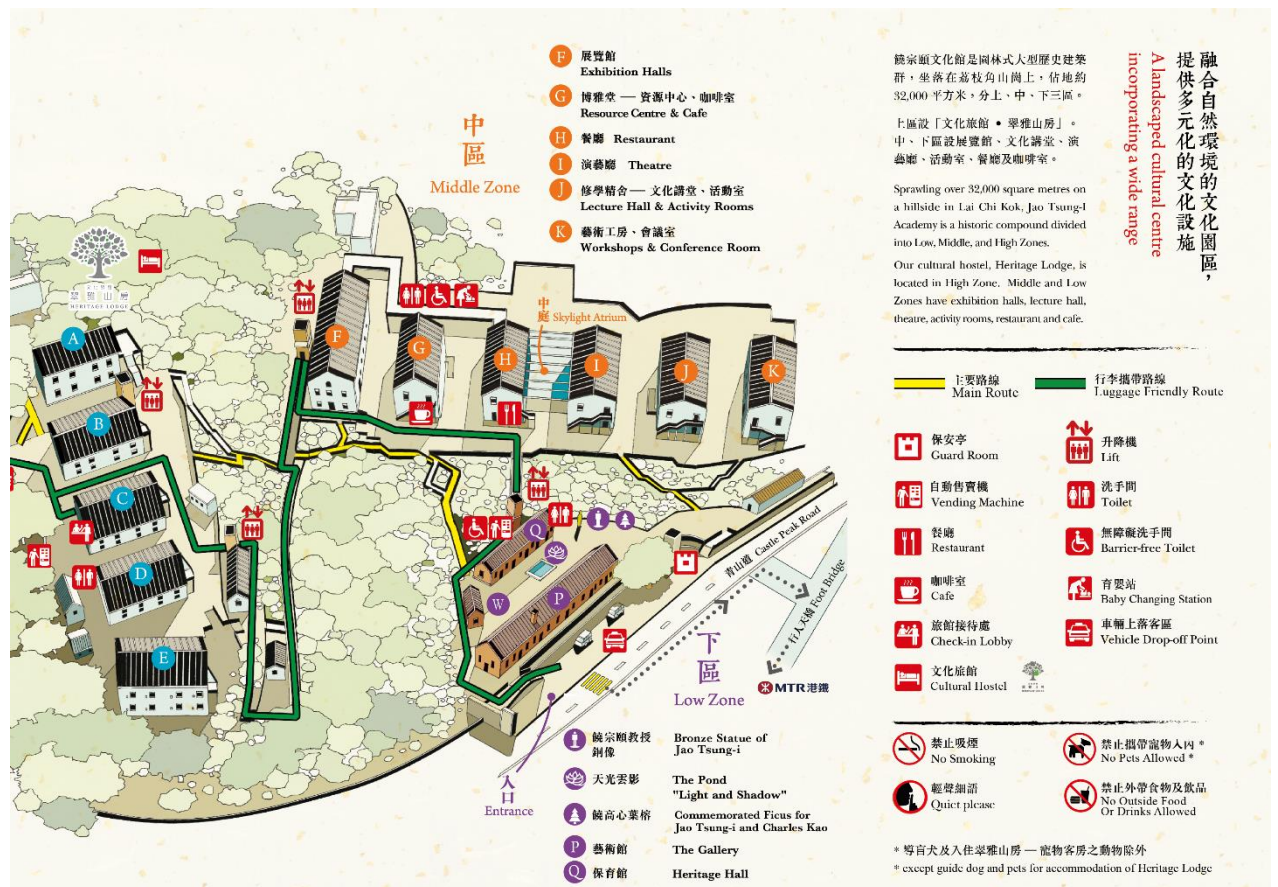 F 展覽館
Exhibition Halls
G 博雅堂 — 資源中心、咖啡室
Resource Centre & Cafe
H 餐廳 Restaurant
I 演藝廳 Theatre
J 修學精舍 — 文化講堂、活動室
Lecture Hall & Activity Rooms
K 藝術工房、會議室
Workshops & Conference Room
中區
Middle Zone
翠雅山房
HERITAGE LODGE
A
B
C
D
E
F
G
H
I
J
K
中庭 Skylight Atrium
Q
W
P
青山道 Castle Peak Road
行人天橋 Foot Bridge
MTR 港鐵
下區
Low Zone
入口
Entrance
饒宗頤教授銅像
Bronze Statue of
Jao Tsung-i
天光雲影
The Pond
"Light and Shadow"
饒高心葉榕
Commemorated Ficus for
Jao Tsung-i and Charles Kao
P 藝術館 The Gallery
Q 保育館 Heritage Hall
融合自然環境的文化園區，
提供多元化的文化設施
A landscaped cultural centre
incorporating a wide range
饒宗頤文化館是園林式大型歷史建築
群，坐落在荔枝角山崗上，佔地約
32,000 平方米，分上、中、下三區。
上區設「文化旅館 • 翠雅山房」。
中、下區設展覽館、文化講堂、演
藝廳、活動室、餐廳及咖啡室。
Sprawling over 32,000 square metres on
a hillside in Lai Chi Kok, Jao Tsung-I
Academy is a historic compound divided
into Low, Middle, and High Zones.
Our cultural hostel, Heritage Lodge, is
located in High Zone. Middle and Low
Zones have exhibition halls, lecture hall,
theatre, activity rooms, restaurant and cafe.
主要路線
Main Route
行李攜帶路線
Luggage Friendly Route
保安亭
Guard Room
升降機
Lift
自動售賣機
Vending Machine
洗手間
Toilet
餐廳
Restaurant
無障礙洗手間
Barrier-free Toilet
咖啡室
Cafe
育嬰站
Baby Changing Station
旅館接待處
Check-in Lobby
車輛上落客區
Vehicle Drop-off Point
文化旅館
Cultural Hostel
禁止吸煙
No Smoking
禁止攜帶寵物入內 *
No Pets Allowed *
輕聲細語
Quiet please
禁止外帶食物及飲品
No Outside Food
Or Drinks Allowed
* 導盲犬及入住翠雅山房 — 寵物客房之動物除外
* except guide dog and pets for accommodation of Heritage Lodge